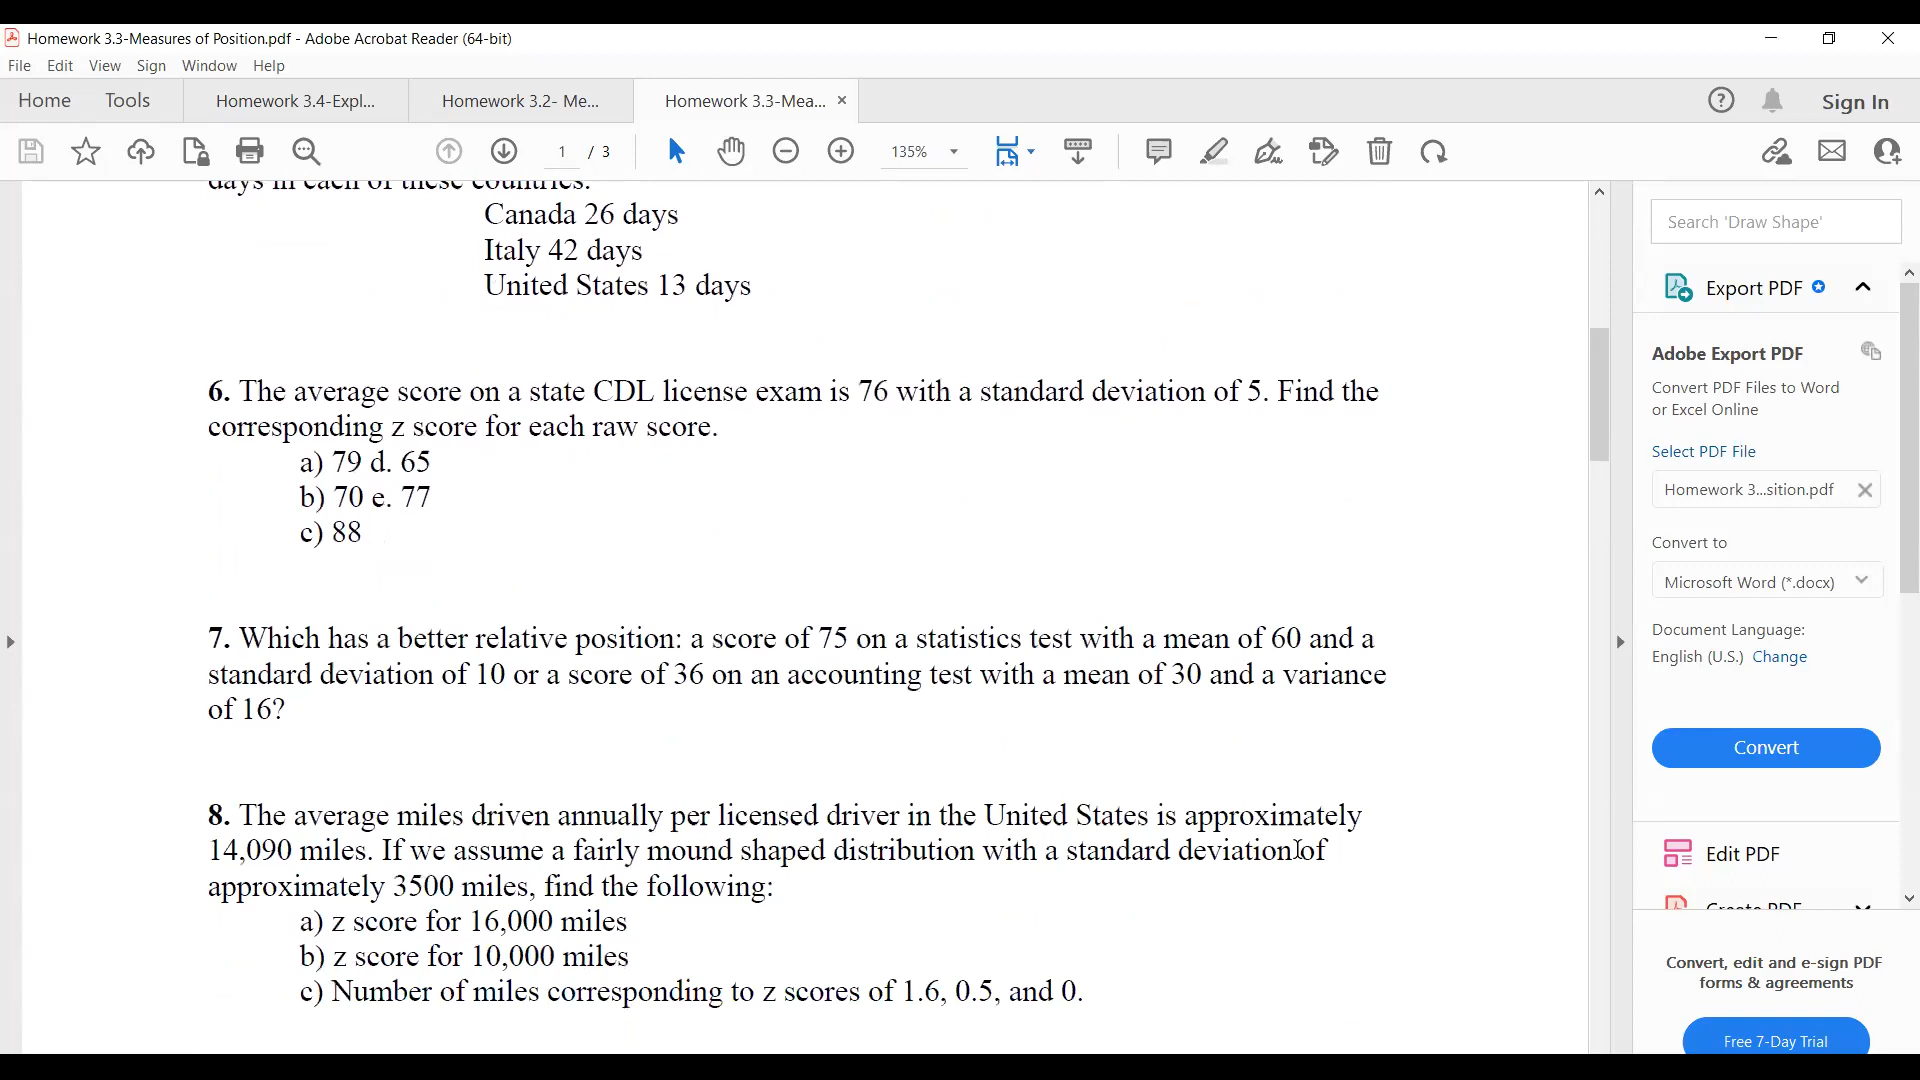 Homework 3.3-Measures of Position.pdf - Adobe Acrobat Reader (64-bit)
File Edit View Sign Window Help
Home Tools Homework 3.4-Expl... Homework 3.2- Me... Homework 3.3-Mea... × Sign In
1 / 3 135%
days in each of these countries.
Canada 26 days
Italy 42 days
United States 13 days
6. The average score on a state CDL license exam is 76 with a standard deviation of 5. Find the
corresponding z score for each raw score.
a) 79 d. 65
b) 70 e. 77
c) 88
7. Which has a better relative position: a score of 75 on a statistics test with a mean of 60 and a
standard deviation of 10 or a score of 36 on an accounting test with a mean of 30 and a variance
of 16?
8. The average miles driven annually per licensed driver in the United States is approximately
14,090 miles. If we assume a fairly mound shaped distribution with a standard deviation of
approximately 3500 miles, find the following:
a) z score for 16,000 miles
b) z score for 10,000 miles
c) Number of miles corresponding to z scores of 1.6, 0.5, and 0.
Search 'Draw Shape'
Export PDF
Adobe Export PDF
Convert PDF Files to Word
or Excel Online
Select PDF File
Homework 3...sition.pdf
Convert to
Microsoft Word (*.docx)
Document Language:
English (U.S.) Change
Convert
Edit PDF
Create PDF
Convert, edit and e-sign PDF
forms & agreements
Free 7-Day Trial